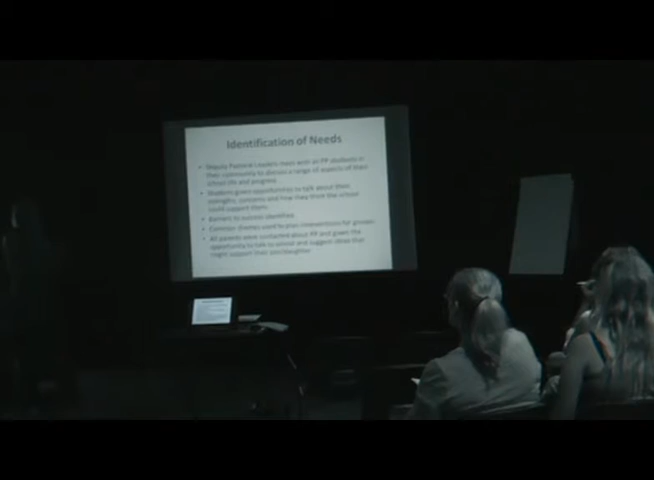 Identification of Needs
• Deputy Pastoral Leaders meet with all PP students in
their community to discuss a range of aspects of their
school life and progress
• Students given opportunities to talk about their
strengths, concerns and how they think the school
could support them.
• Barriers to success identified.
• Common themes used to plan interventions for groups
• All parents were contacted about PP and given the
opportunity to talk to school and suggest ideas that
might support their son/daughter